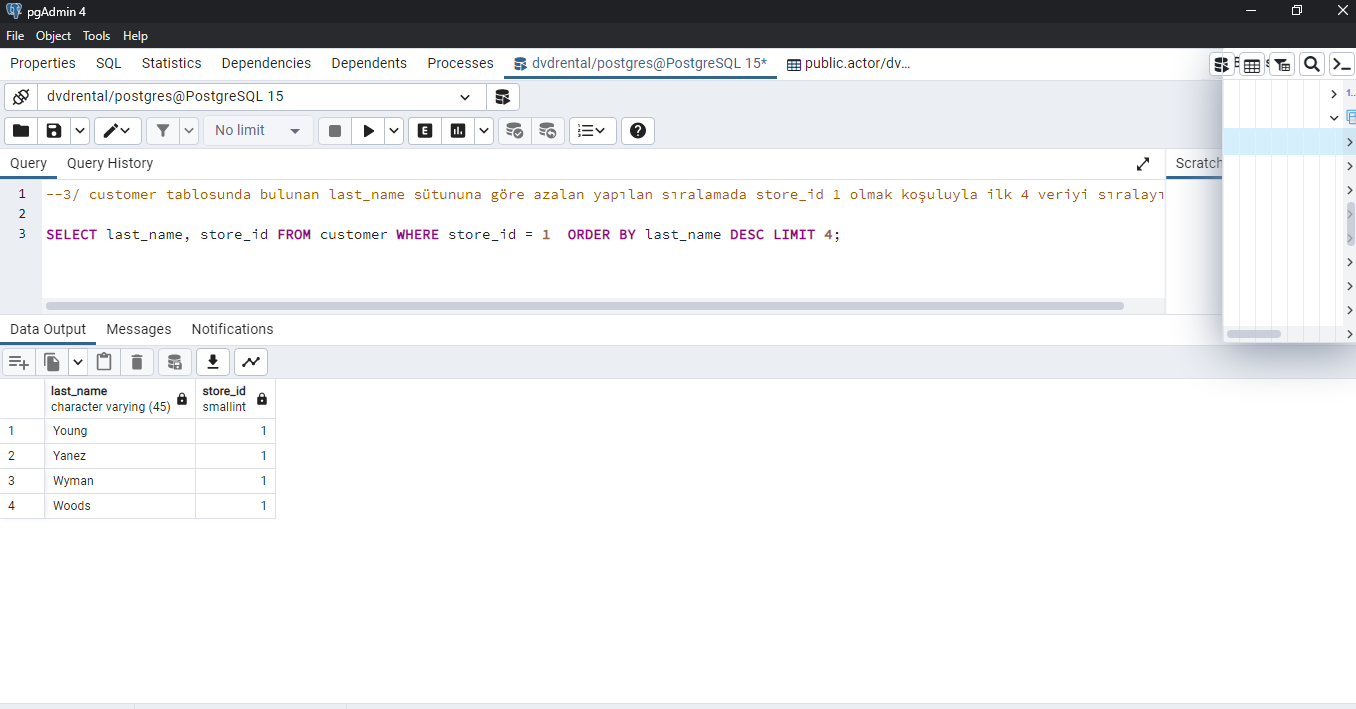 pgAdmin 4
File Object Tools Help
Properties SQL Statistics Dependencies Dependents Processes dvdrental/postgres@PostgreSQL 15* public.actor/dv...
dvdrental/postgres@PostgreSQL 15
No limit
E
Query Query History Scratch
1 --3/ customer tablosunda bulunan last_name sütununa göre azalan yapılan sıralamada store_id 1 olmak koşuluyla ilk 4 veriyi sıralayı
2
3 SELECT last_name, store_id FROM customer WHERE store_id = 1 ORDER BY last_name DESC LIMIT 4;
Data Output Messages Notifications
last_name store_id
character varying (45) smallint
1 Young 1
2 Yanez 1
3 Wyman 1
4 Woods 1